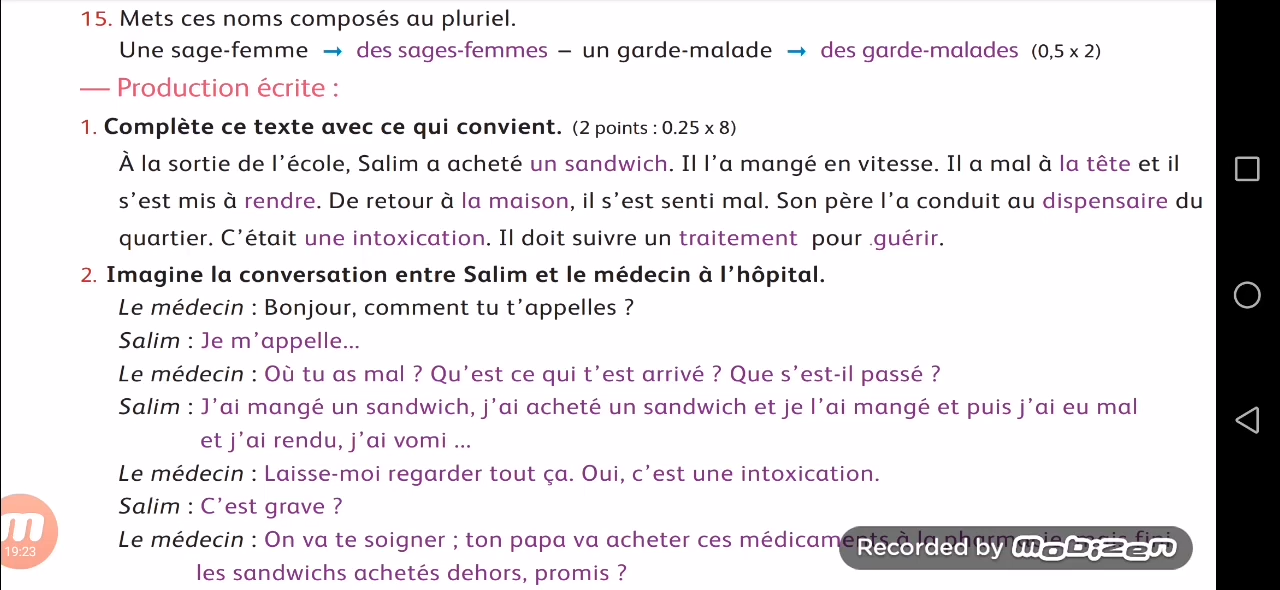 15. Mets ces noms composés au pluriel.
Une sage-femme → des sages-femmes – un garde-malade → des garde-malades (0,5 x 2)
— Production écrite :
1. Complète ce texte avec ce qui convient. (2 points : 0.25 x 8)
À la sortie de l'école, Salim a acheté un sandwich. Il l'a mangé en vitesse. Il a mal à la tête et il
s'est mis à rendre. De retour à la maison, il s'est senti mal. Son père l'a conduit au dispensaire du
quartier. C'était une intoxication. Il doit suivre un traitement pour .guérir.
2. Imagine la conversation entre Salim et le médecin à l'hôpital.
Le médecin : Bonjour, comment tu t'appelles ?
Salim : Je m'appelle...
Le médecin : Où tu as mal ? Qu'est ce qui t'est arrivé ? Que s'est-il passé ?
Salim : J'ai mangé un sandwich, j'ai acheté un sandwich et je l'ai mangé et puis j'ai eu mal
et j'ai rendu, j'ai vomi ...
Le médecin : Laisse-moi regarder tout ça. Oui, c'est une intoxication.
Salim : C'est grave ?
Le médecin : On va te soigner ; ton papa va acheter ces médicaments à la pharmacie mais fini
les sandwichs achetés dehors, promis ?
19:23
Recorded by mobizen